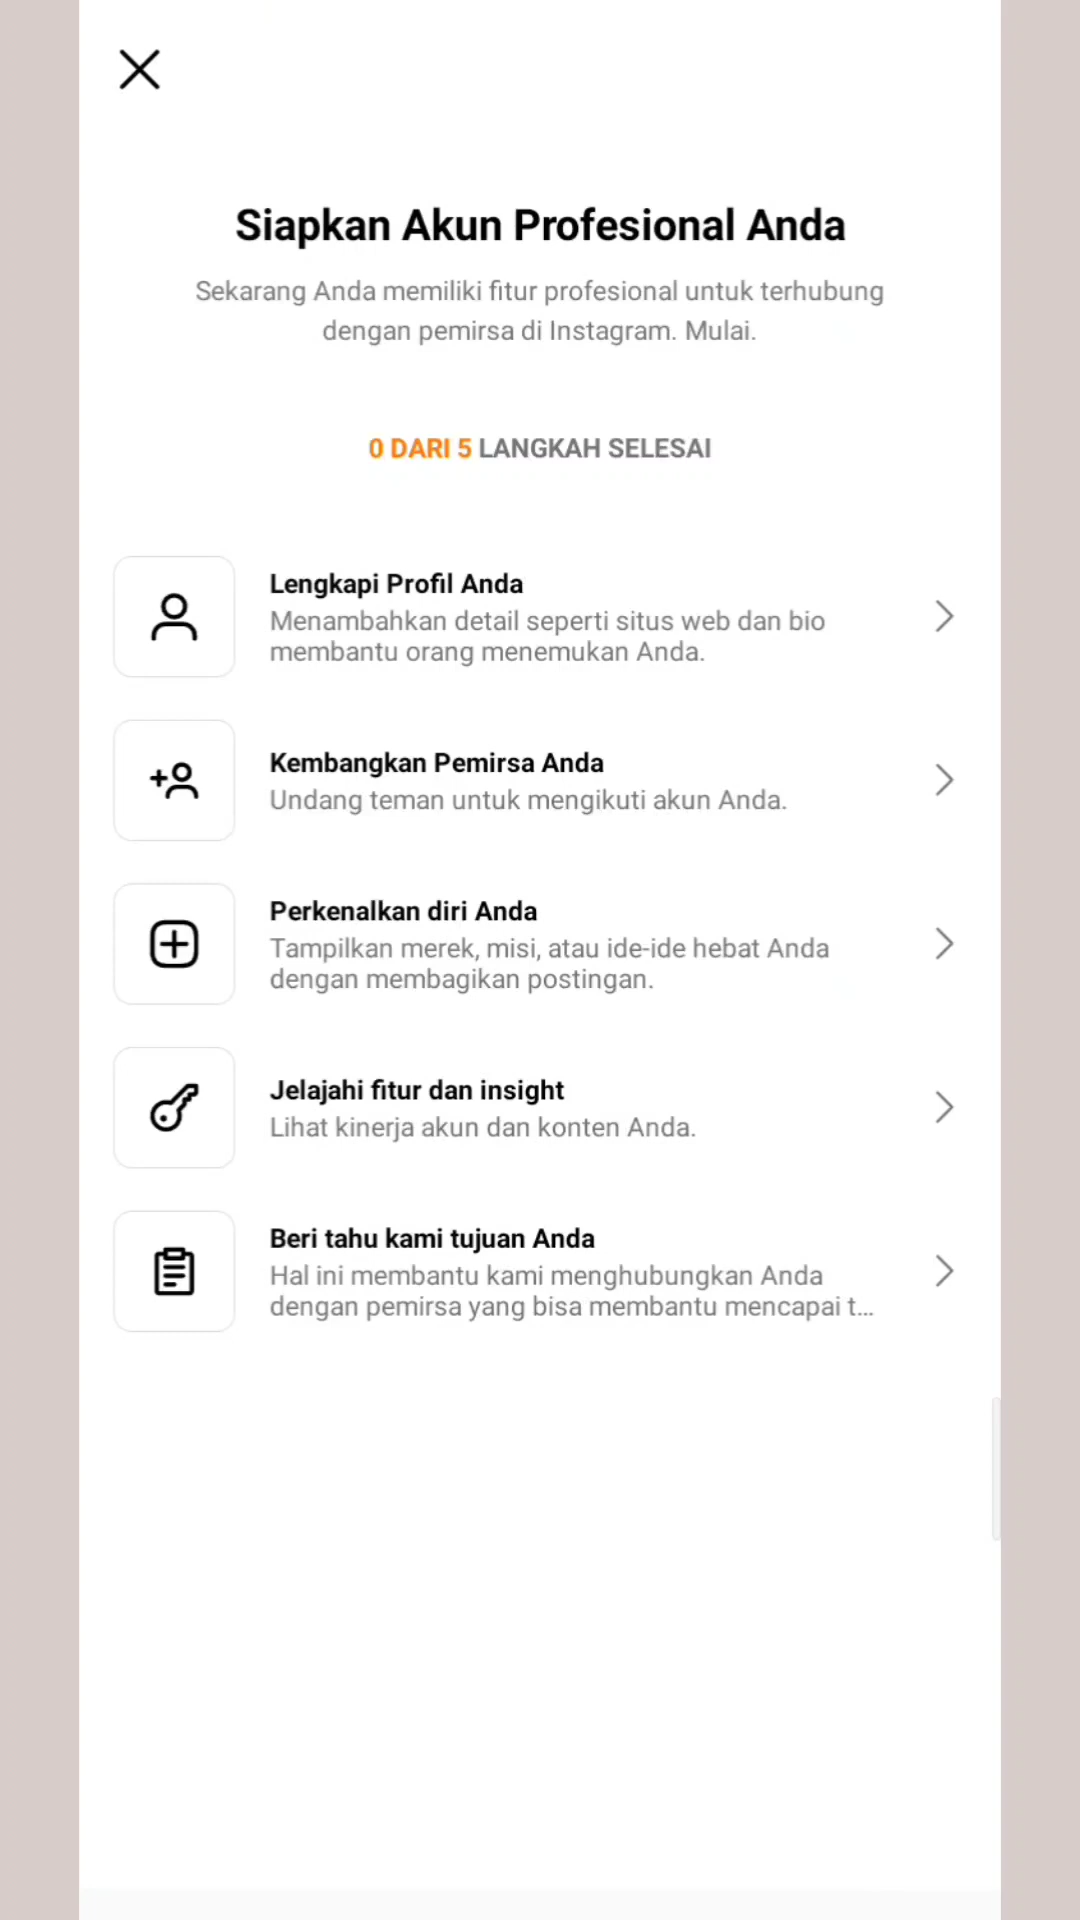 Siapkan Akun Profesional Anda
Sekarang Anda memiliki fitur profesional untuk terhubung
dengan pemirsa di Instagram. Mulai.
0 DARI 5 LANGKAH SELESAI
Lengkapi Profil Anda
Menambahkan detail seperti situs web dan bio
membantu orang menemukan Anda.
Kembangkan Pemirsa Anda
Undang teman untuk mengikuti akun Anda.
Perkenalkan diri Anda
Tampilkan merek, misi, atau ide-ide hebat Anda
dengan membagikan postingan.
Jelajahi fitur dan insight
Lihat kinerja akun dan konten Anda.
Beri tahu kami tujuan Anda
Hal ini membantu kami menghubungkan Anda
dengan pemirsa yang bisa membantu mencapai t...